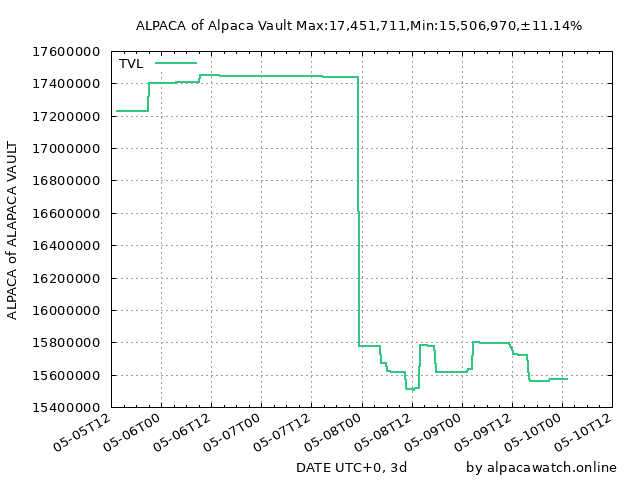 ALPACA of Alpaca Vault Max:17,451,711,Min:15,506,970,±11.14%
TVL
17600000
17400000
17200000
17000000
16800000
16600000
16400000
16200000
16000000
15800000
15600000
15400000
ALPACA of ALAPACA VAULT
05-05T12
05-06T00
05-06T12
05-07T00
05-07T12
05-08T00
05-08T12
05-09T00
05-09T12
05-10T00
05-10T12
DATE UTC+0, 3d
by alpacawatch.online